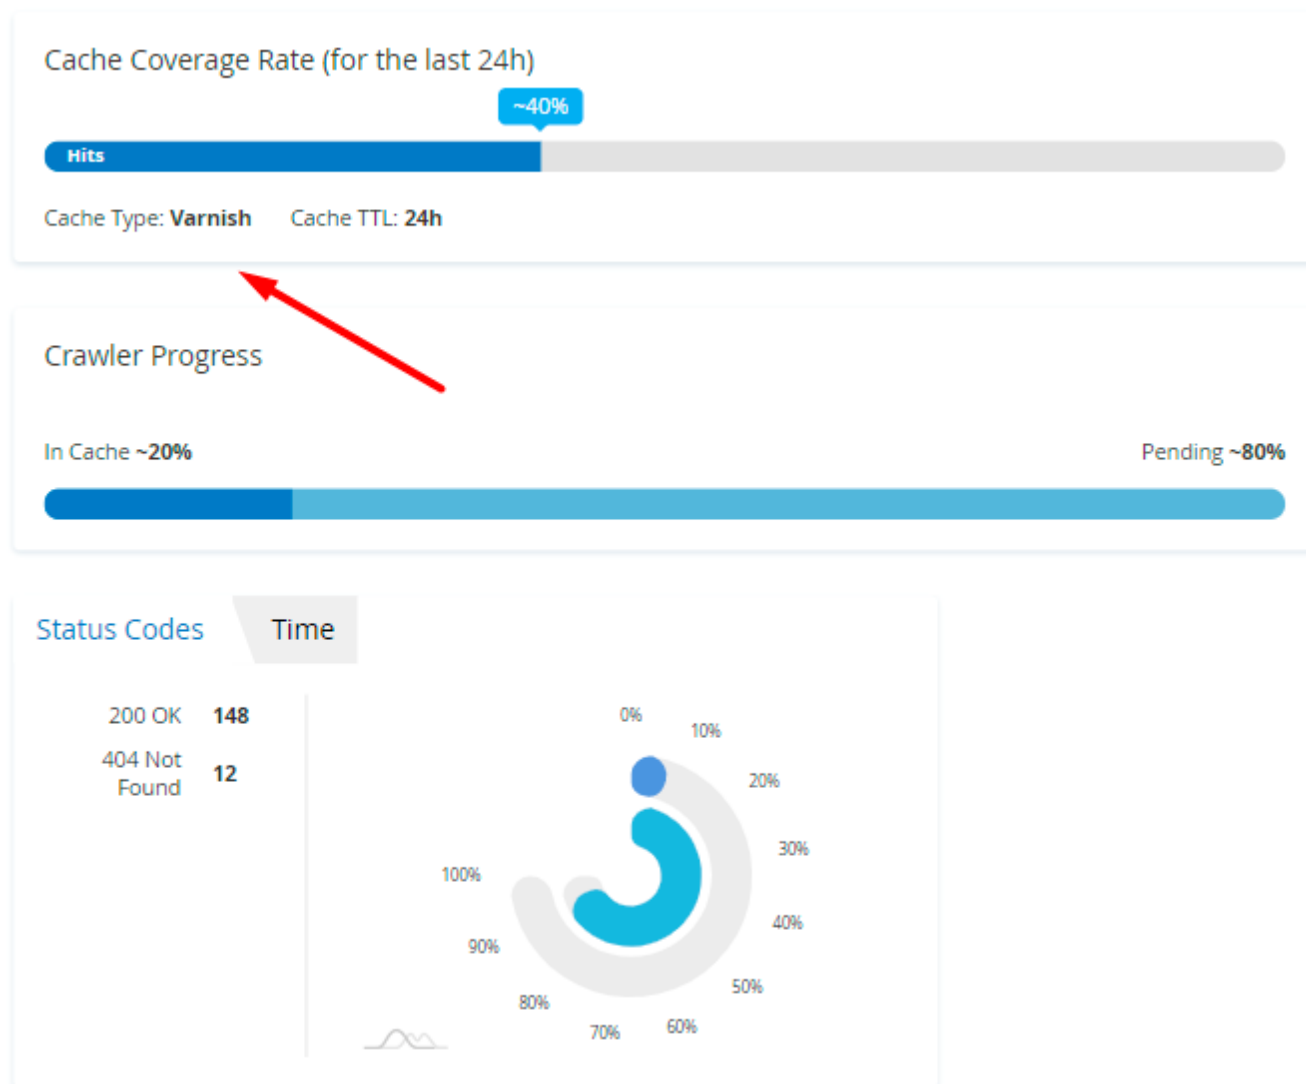 Cache Coverage Rate (for the last 24h)
~40%
Hits
Cache Type: Varnish Cache TTL: 24h
Crawler Progress
In Cache ~20% Pending ~80%
Status Codes Time
200 OK 148
404 Not
Found 12
0%
10%
20%
30%
40%
50%
60%
70%
80%
90%
100%